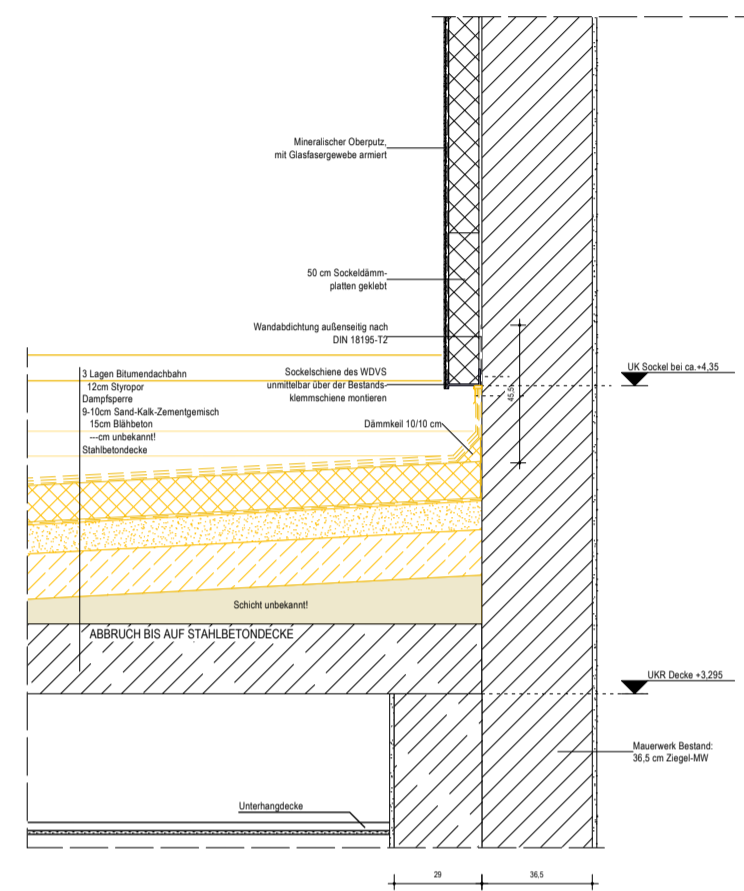 Mineralischer Oberputz,
mit Glasfasergewebe armiert
50 cm Sockeldämm-
platten geklebt
Wandabdichtung außenseitig nach
DIN 18195-T2
3 Lagen Bitumendachbahn
12cm Styropor
Dampfsperre
9-10cm Sand-Kalk-Zementgemisch
15cm Blähbeton
---cm unbekannt!
Stahlbetondecke
Sockelschiene des WDVS
unmittelbar über der Bestands-
klemmschiene montieren
Dämmkeil 10/10 cm
45,5
UK Sockel bei ca.+4,35
Schicht unbekannt!
ABBRUCH BIS AUF STAHLBETONDECKE
UKR Decke +3,295
Mauerwerk Bestand:
36,5 cm Ziegel-MW
Unterhangdecke
29
36,5